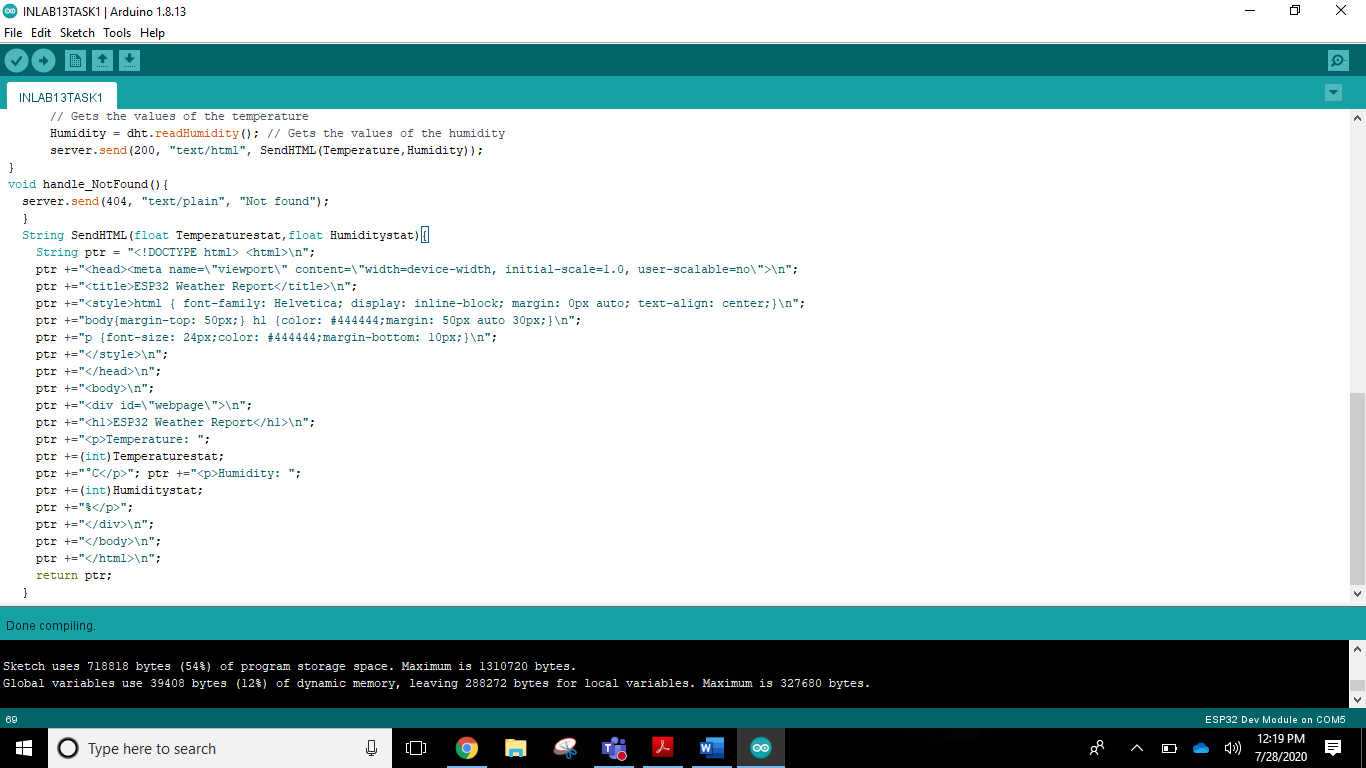 INLAB13TASK1 | Arduino 1.8.13
File Edit Sketch Tools Help
INLAB13TASK1
// Gets the values of the temperature
Humidity = dht.readHumidity(); // Gets the values of the humidity
server.send(200, "text/html", SendHTML(Temperature,Humidity));
}
void handle_NotFound(){
server.send(404, "text/plain", "Not found");
}
String SendHTML(float Temperaturestat,float Humiditystat){
String ptr = "<!DOCTYPE html> <html>\n";
ptr +="<head><meta name=\"viewport\" content=\"width=device-width, initial-scale=1.0, user-scalable=no\">\n";
ptr +="<title>ESP32 Weather Report</title>\n";
ptr +="<style>html { font-family: Helvetica; display: inline-block; margin: 0px auto; text-align: center;}\n";
ptr +="body{margin-top: 50px;} h1 {color: #444444;margin: 50px auto 30px;}\n";
ptr +="p {font-size: 24px;color: #444444;margin-bottom: 10px;}\n";
ptr +="</style>\n";
ptr +="</head>\n";
ptr +="<body>\n";
ptr +="<div id=\"webpage\">\n";
ptr +="<h1>ESP32 Weather Report</h1>\n";
ptr +="<p>Temperature: ";
ptr +=(int)Temperaturestat;
ptr +="°C</p>"; ptr +="<p>Humidity: ";
ptr +=(int)Humiditystat;
ptr +="%</p>";
ptr +="</div>\n";
ptr +="</body>\n";
ptr +="</html>\n";
return ptr;
}
Done compiling.
Sketch uses 718818 bytes (54%) of program storage space. Maximum is 1310720 bytes.
Global variables use 39408 bytes (12%) of dynamic memory, leaving 288272 bytes for local variables. Maximum is 327680 bytes.
69
ESP32 Dev Module on COM5
Type here to search
12:19 PM
7/28/2020